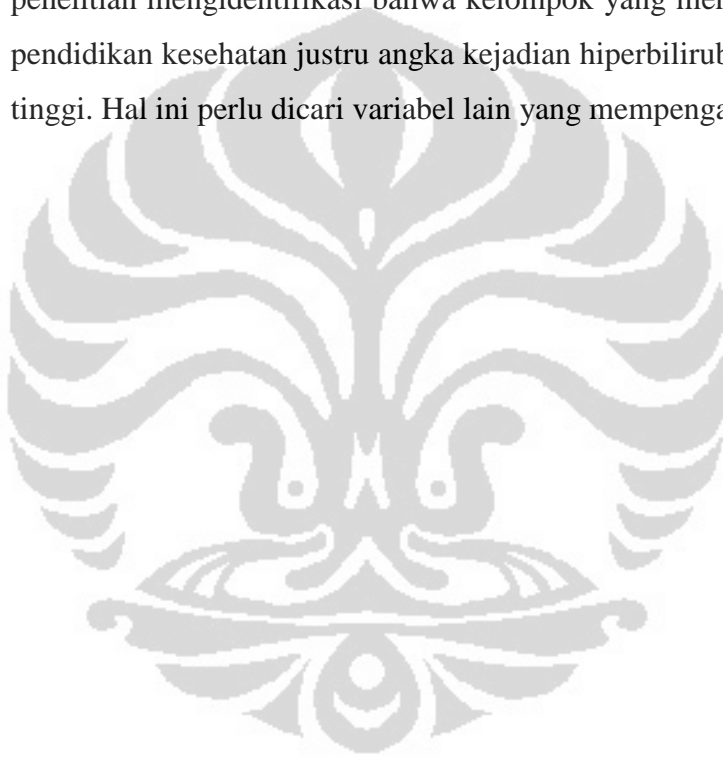 penelitian mengidentifikasi bahwa kelompok yang
pendidikan kesehatan justru angka kejadian
tinggi. Hal ini perlu dicari variabel lain yang